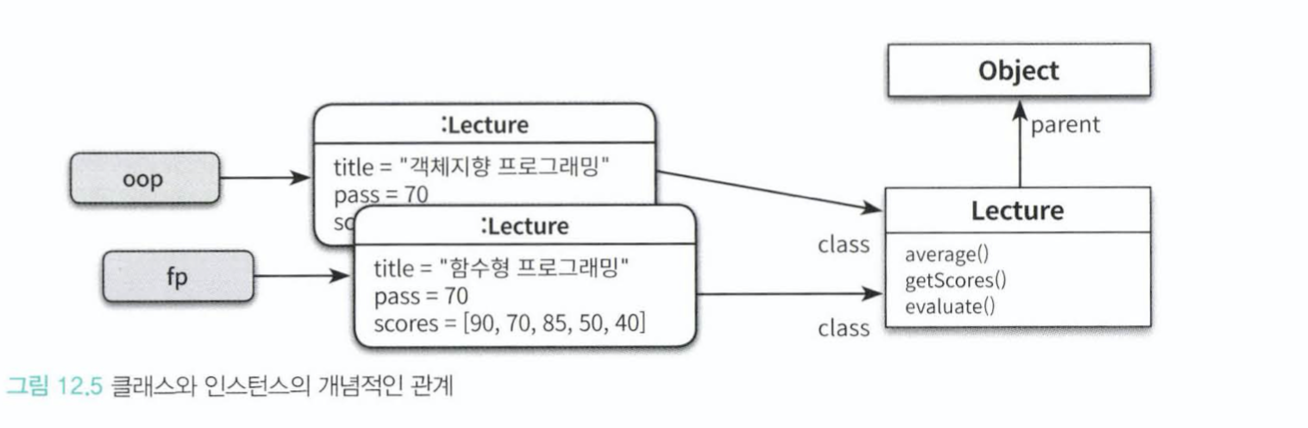 Object
parent
:Lecture
title = "객체지향 프로그래밍"
pass = 70
sc
oop
:Lecture
title = "함수형 프로그래밍"
pass = 70
scores = [90, 70, 85, 50, 40]
fp
class
class
Lecture
average()
getScores()
evaluate()
그림 12.5 클래스와 인스턴스의 개념적인 관계